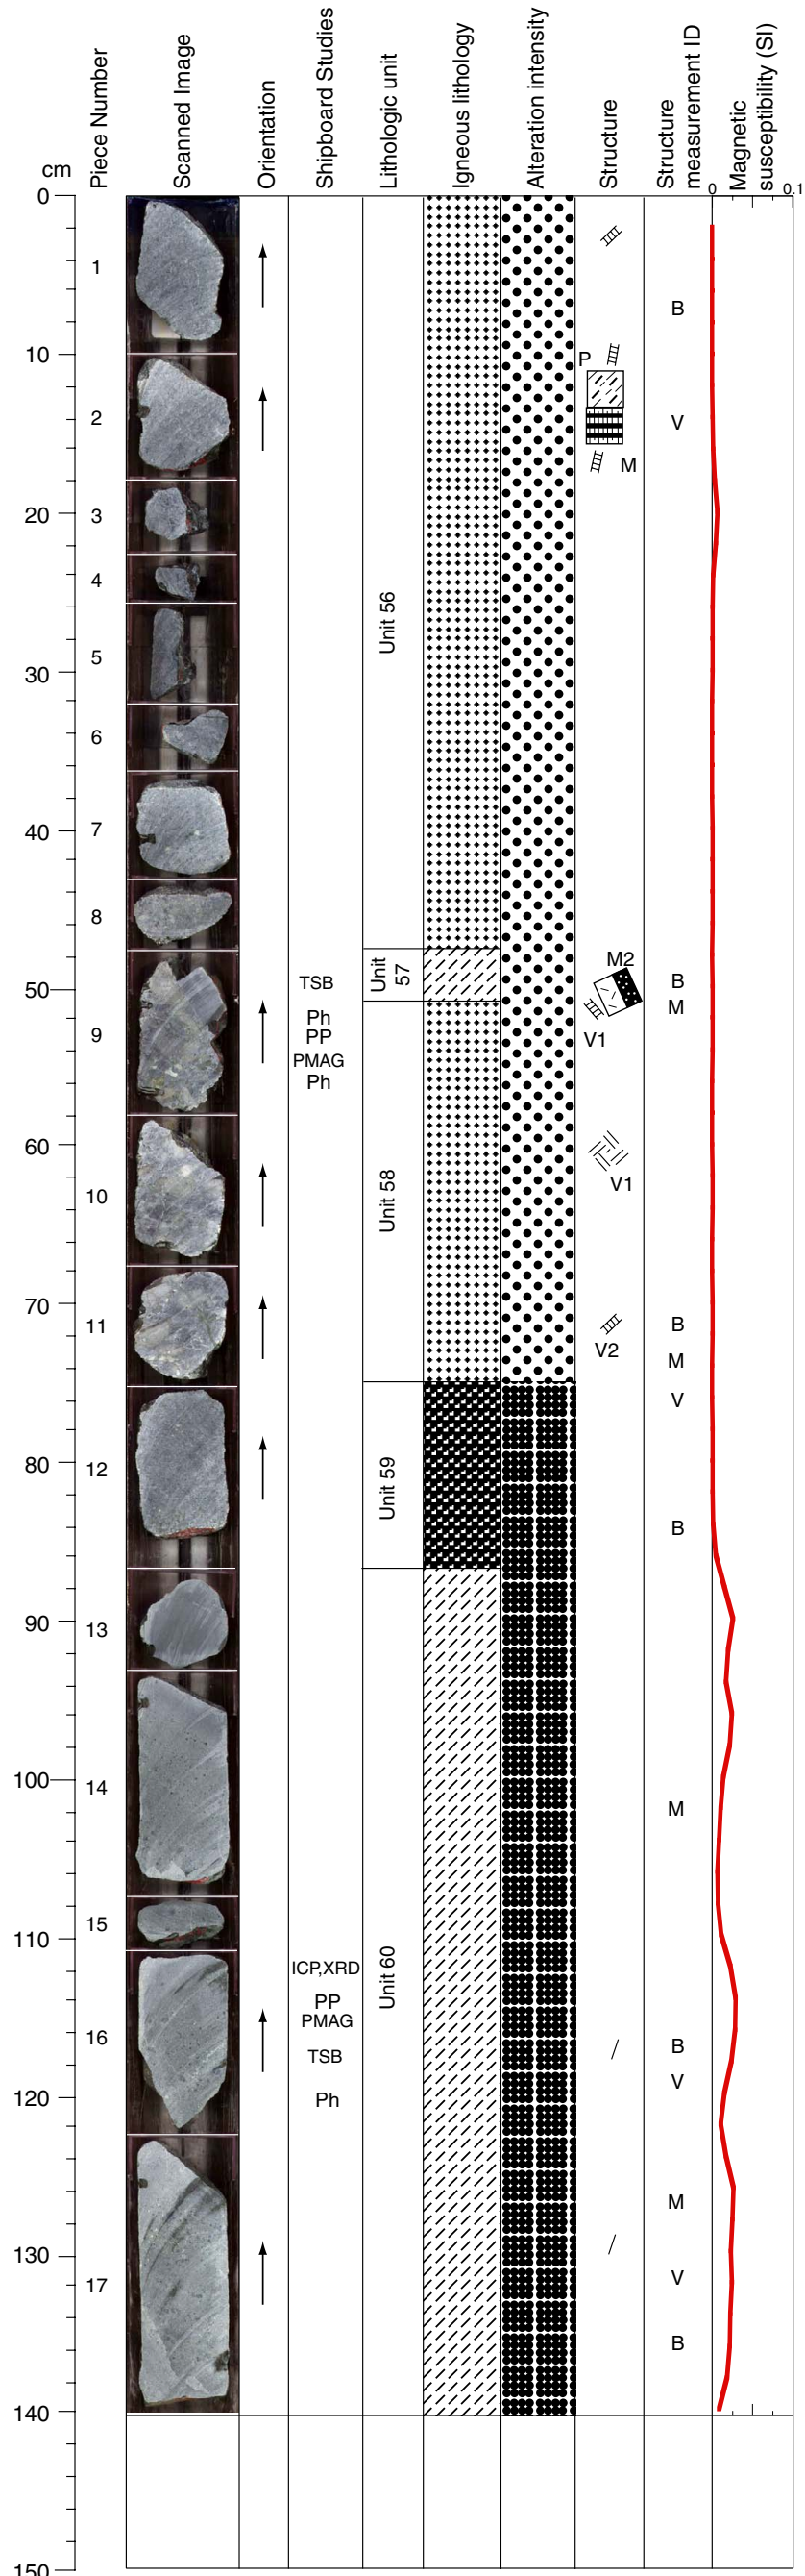 cm
Piece Number
Scanned Image
Orientation
Shipboard Studies
Lithologic unit
Igneous lithology
Alteration intensity
Structure
Structure
measurement ID
Magnetic
susceptibility (SI)
0 0.1
0
1
B
10
P
2
V
M
20
3
4
Unit 56
30
5
6
40
7
8
Unit
57
M2
TSB
B
50
M
Ph
9
PP
V1
PMAG
Ph
60
10
Unit 58
V1
70
11
B
V2
M
V
80
12
Unit 59
B
90
13
100
14
M
15
110
Unit 60
ICP,XRD
PP
PMAG
16
B
TSB
V
120
Ph
M
130
17
V
B
140
150